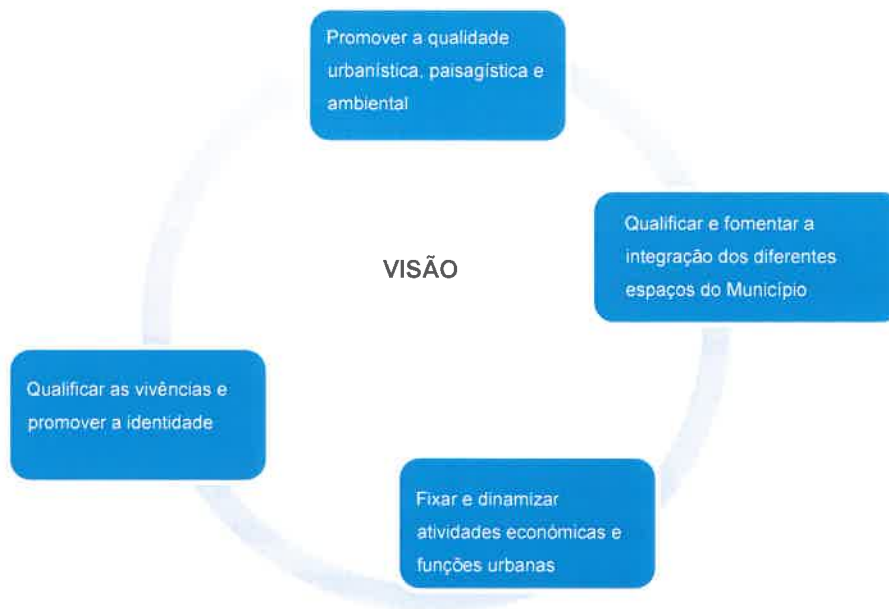 Promover a qualidade
urbanística, paisagística e
ambiental
Qualificar e fomentar a
integração dos diferentes
espaços do Município
VISÃO
Qualificar as vivências e
promover a identidade
Fixar e dinamizar
atividades económicas e
funções urbanas